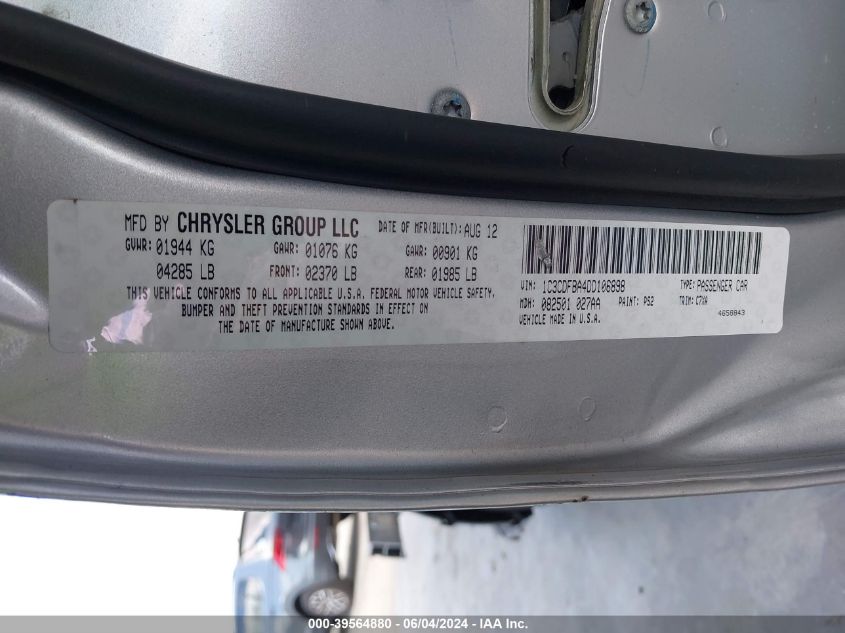 MFD BY CHRYSLER GROUP LLC DATE OF MFR(BUILT): AUG 12
GVWR: 01944 KG GAWR: 01076 KG GAWR: 00901 KG
04285 LB FRONT: 02370 LB REAR: 01985 LB
THIS VEHICLE CONFORMS TO ALL APPLICABLE U.S.A. FEDERAL MOTOR VEHICLE SAFETY,
BUMPER AND THEFT PREVENTION STANDARDS IN EFFECT ON
THE DATE OF MANUFACTURE SHOWN ABOVE.
VIN: 1C3CDFBA4DD106898 TYPE: PASSENGER CAR
MDH: 082501 027AA PAINT: PS2 TRIM: C7XA
VEHICLE MADE IN U.S.A. 4658843
000-39564880 / 06/04/2024 - IAA Inc.